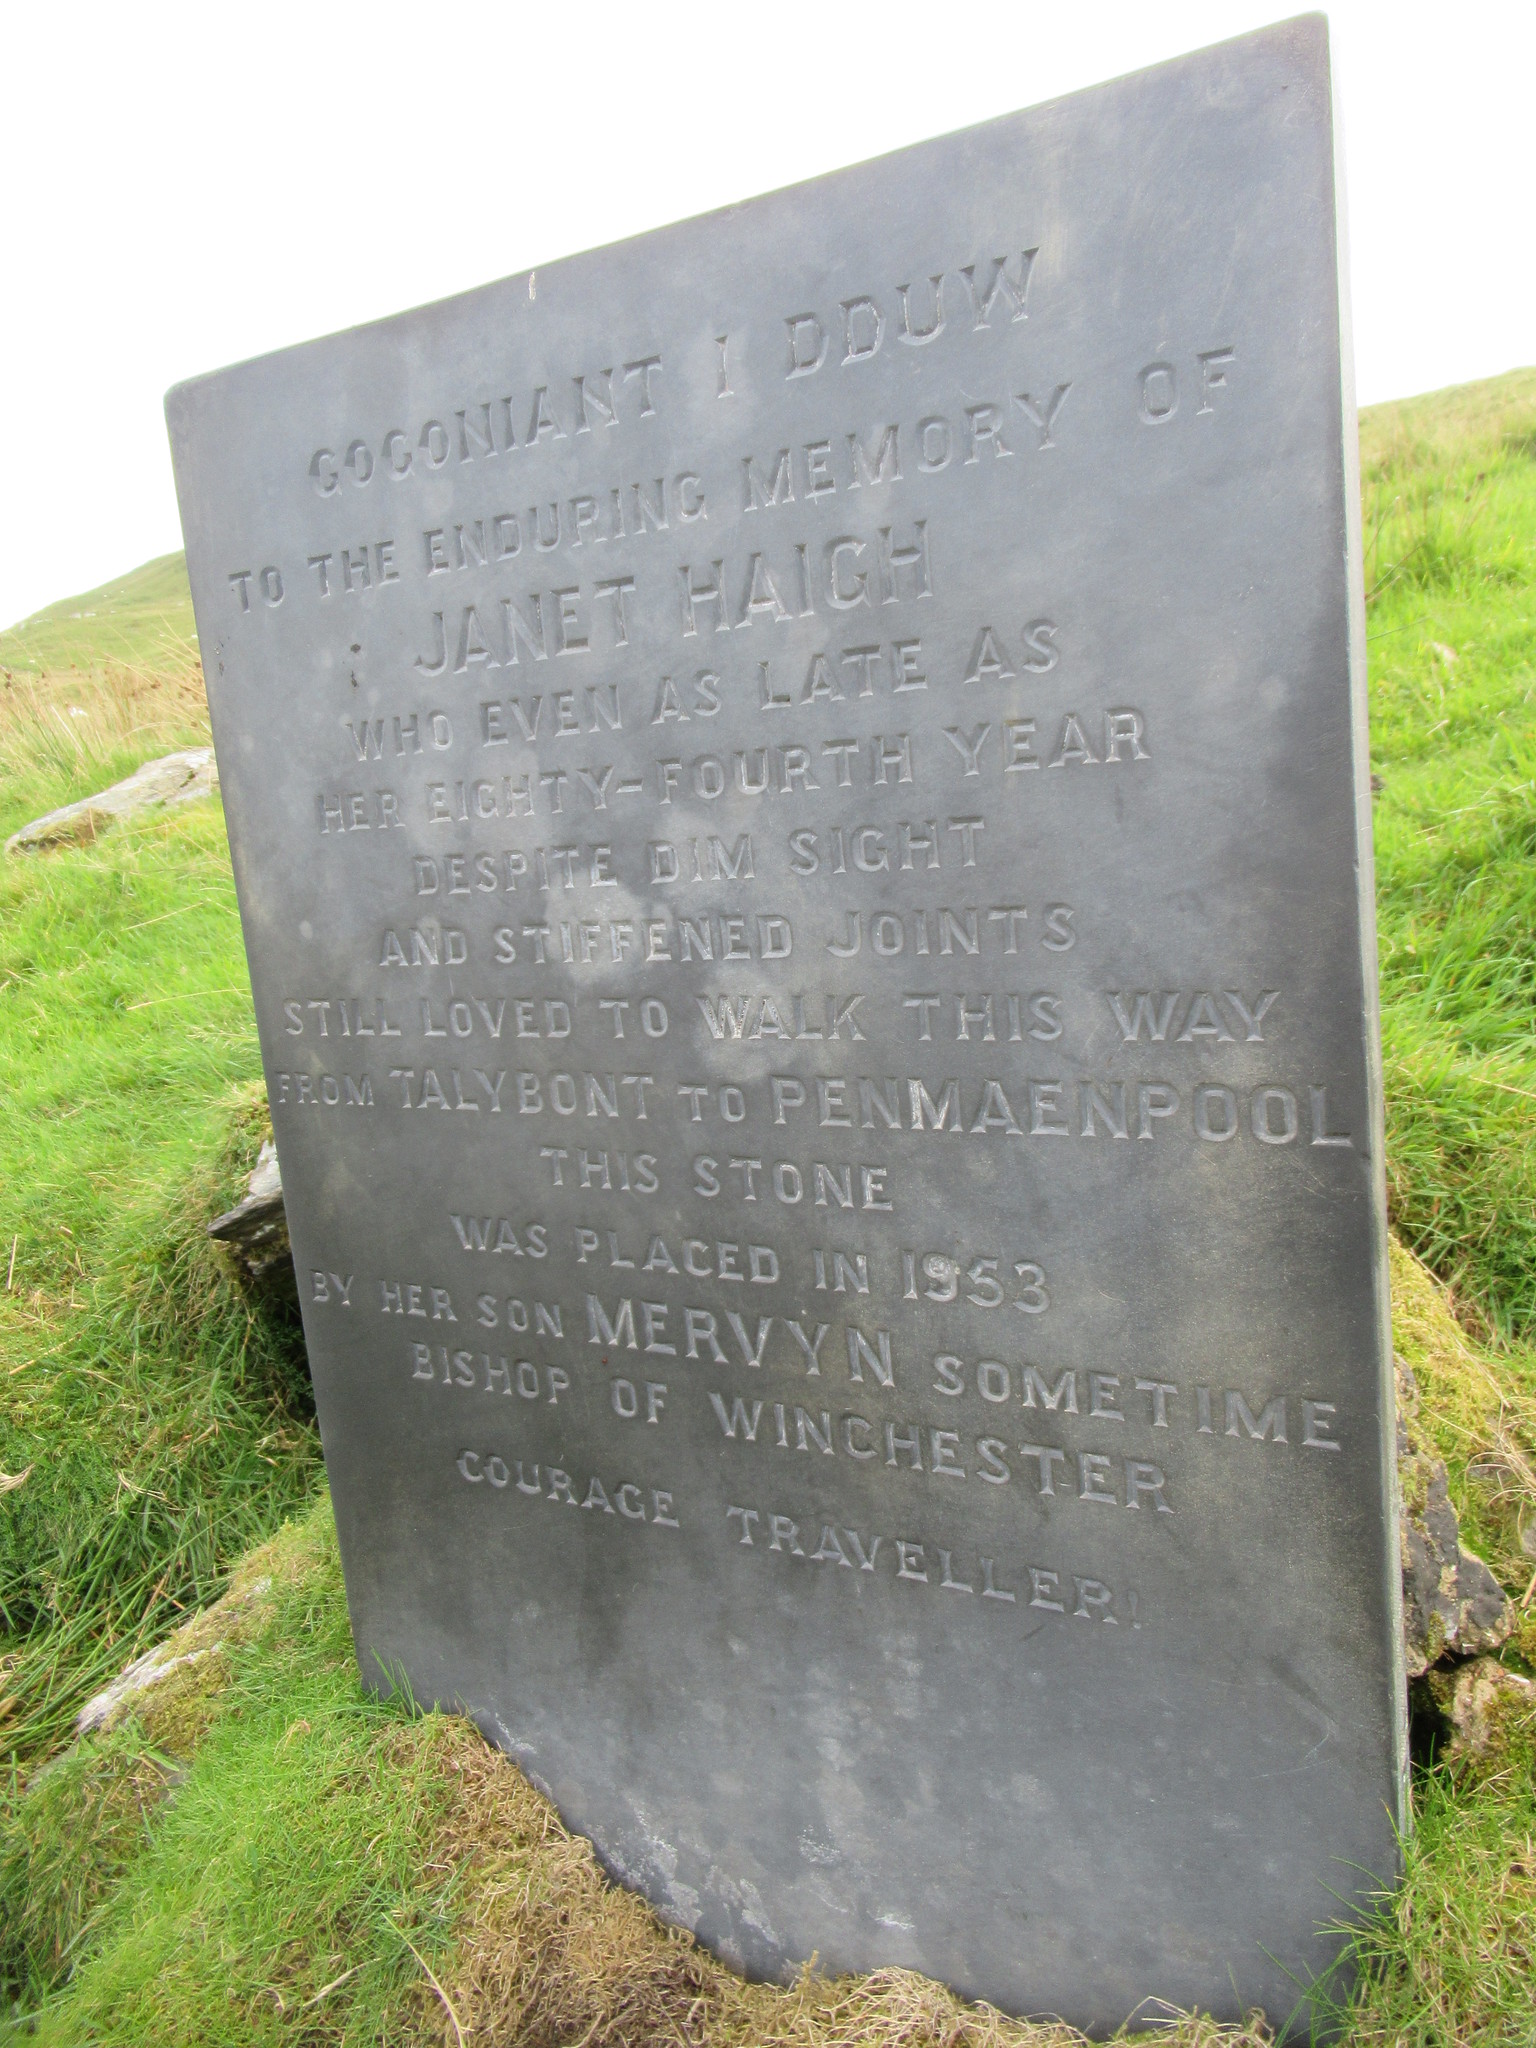 GOGONIANT I DDUW
TO THE ENDURING MEMORY OF
JANET HAIGH
WHO EVEN AS LATE AS
HER EIGHTY-FOURTH YEAR
DESPITE DIM SIGHT
AND STIFFENED JOINTS
STILL LOVED TO WALK THIS WAY
FROM TALYBONT TO PENMAENPOOL
THIS STONE
WAS PLACED IN 1953
BY HER SON MERVYN SOMETIME
BISHOP OF WINCHESTER
COURAGE TRAVELLER!